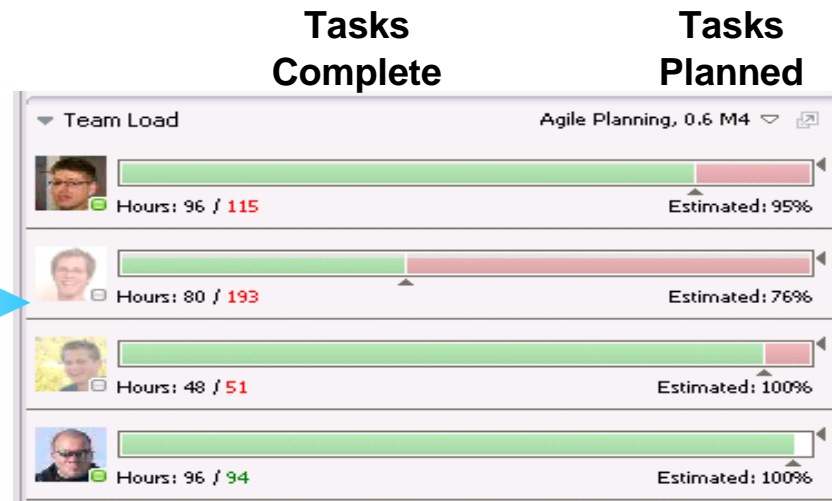 Tasks Complete
Tasks Planned
Team Load
Agile Planning, 0.6 M4
Hours: 96 / 115
Estimated: 95%
Hours: 80 / 193
Estimated: 76%
Hours: 48 / 51
Estimated: 100%
Hours: 96 / 94
Estimated: 100%